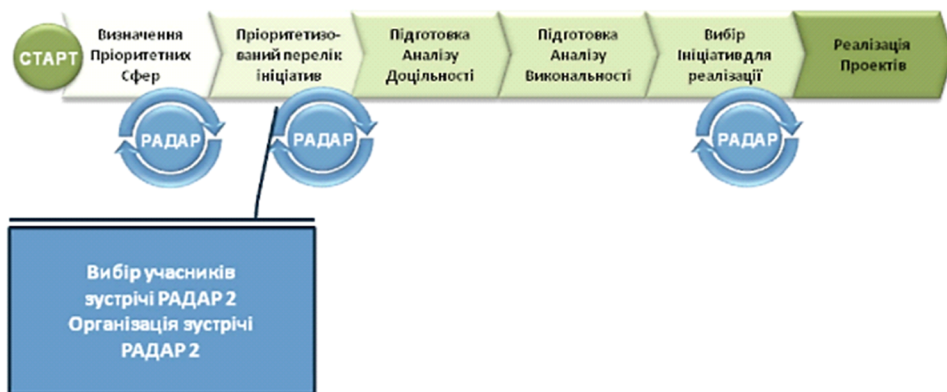 СТАРТ
Визначення
Пріоритетних
Сфер
Пріоритетизо-
ваний перелік
ініціатив
Підготовка
Аналізу
Доцільності
Підготовка
Аналізу
Викональності
Вибір
Ініціатив для
реалізації
Реалізація
Проектів
РАДАР
РАДАР
РАДАР
Вибір учасників
зустрічі РАДАР 2
Організація зустрічі
РАДАР 2